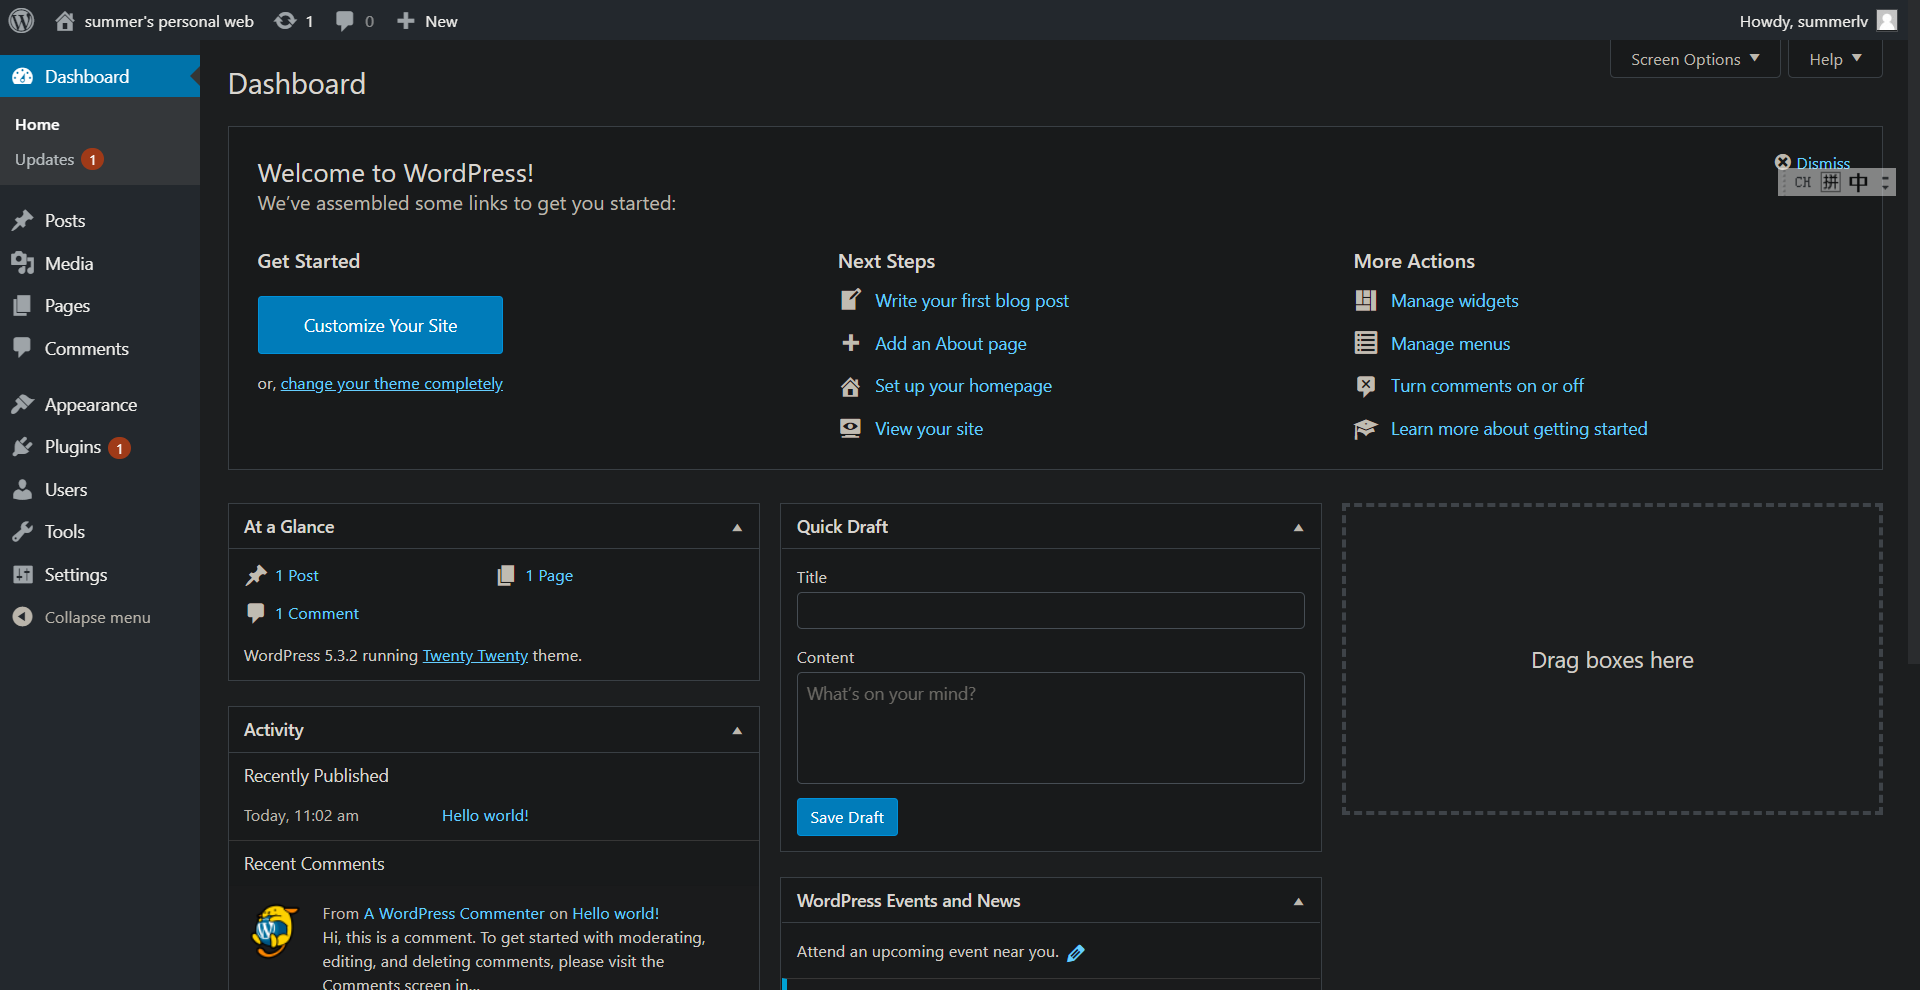 summer's personal web
1
0
New
Howdy, summerlv
Dashboard
Home
Updates 1
Posts
Media
Pages
Comments
Appearance
Plugins 1
Users
Tools
Settings
Collapse menu
Screen Options
Help
Dashboard
Dismiss
CH 拼 中
Welcome to WordPress!
We've assembled some links to get you started:
Get Started
Customize Your Site
or, change your theme completely
Next Steps
Write your first blog post
Add an About page
Set up your homepage
View your site
More Actions
Manage widgets
Manage menus
Turn comments on or off
Learn more about getting started
At a Glance
1 Post
1 Page
1 Comment
WordPress 5.3.2 running Twenty Twenty theme.
Activity
Recently Published
Today, 11:02 am
Hello world!
Recent Comments
From A WordPress Commenter on Hello world!
Hi, this is a comment. To get started with moderating,
editing, and deleting comments, please visit the
Comments screen in...
Quick Draft
Title
Content
What's on your mind?
Save Draft
WordPress Events and News
Attend an upcoming event near you.
Drag boxes here